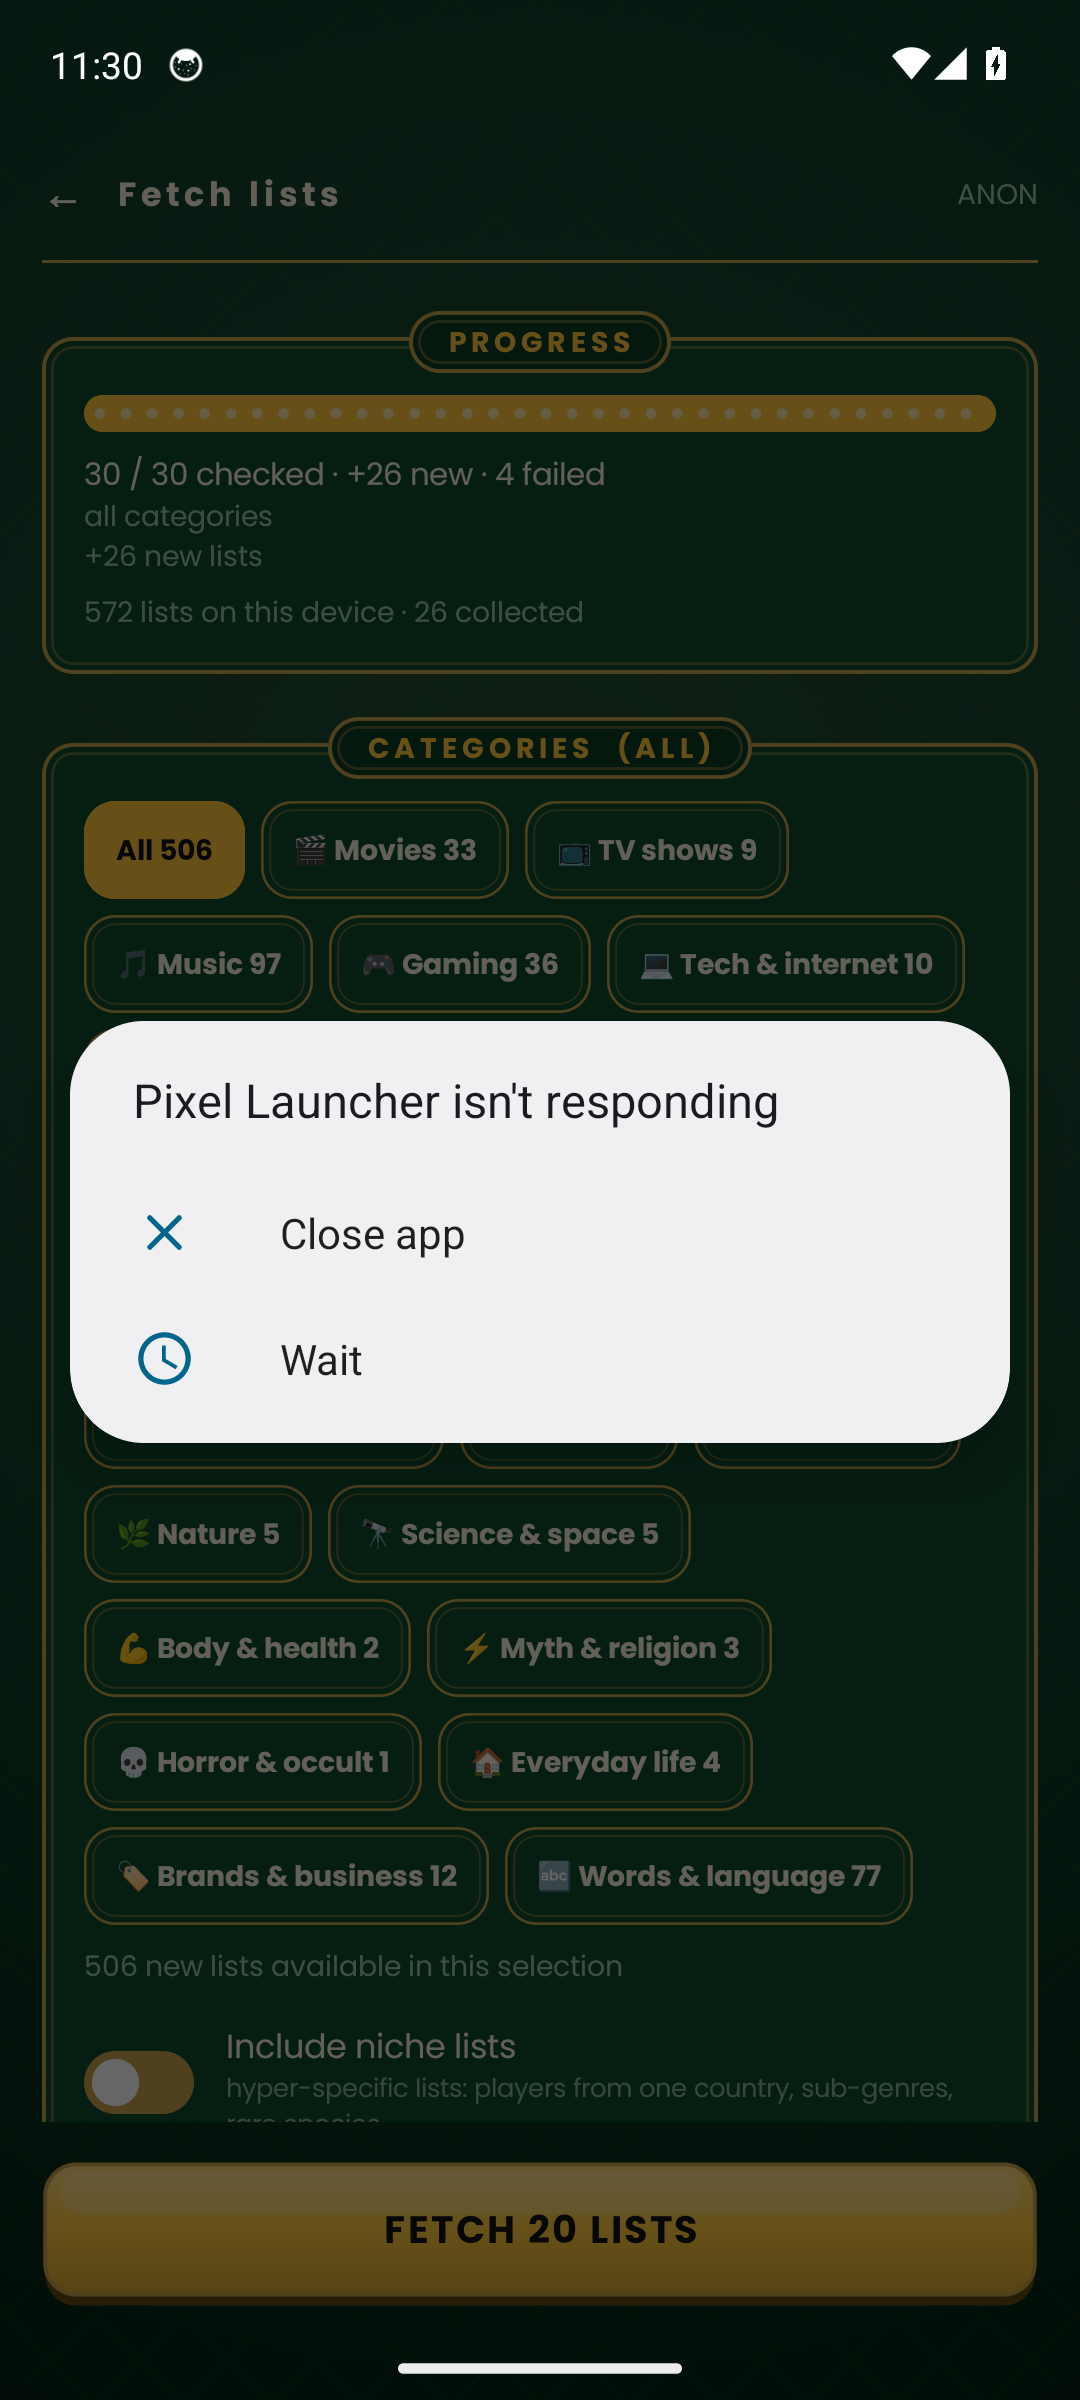 11:30
← Fetch lists ANON
PROGRESS
30 / 30 checked · +26 new · 4 failed
all categories
+26 new lists
572 lists on this device · 26 collected
CATEGORIES (ALL)
All 506 🎬 Movies 33 📺 TV shows 9
🎵 Music 97 🎮 Gaming 36 💻 Tech & internet 10
Pixel Launcher isn't responding
Close app
Wait
🌿 Nature 5 🔭 Science & space 5
💪 Body & health 2 ⚡ Myth & religion 3
💀 Horror & occult 1 🏠 Everyday life 4
🏷️ Brands & business 12 🔤 Words & language 77
506 new lists available in this selection
Include niche lists
hyper-specific lists: players from one country, sub-genres,
rare species
FETCH 20 LISTS